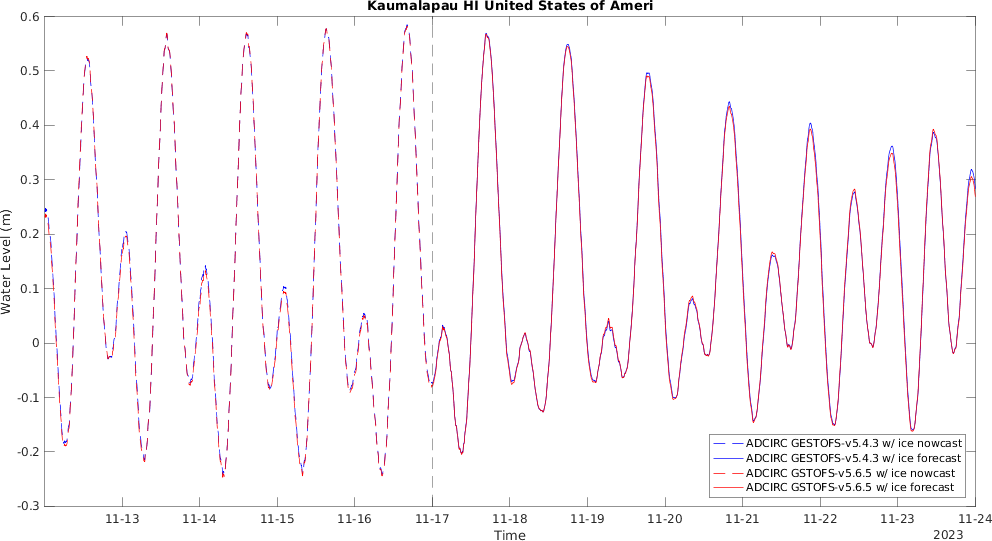 Kaumalapau HI United States of Ameri
0.6
0.5
0.4
0.3
0.2
0.1
0
-0.1
-0.2
-0.3
Water Level (m)
ADCIRC GESTOFS-v5.4.3 w/ ice nowcast
ADCIRC GESTOFS-v5.4.3 w/ ice forecast
ADCIRC GSTOFS-v5.6.5 w/ ice nowcast
ADCIRC GSTOFS-v5.6.5 w/ ice forecast
11-13 11-14 11-15 11-16 11-17 11-18 11-19 11-20 11-21 11-22 11-23 11-24
Time
2023